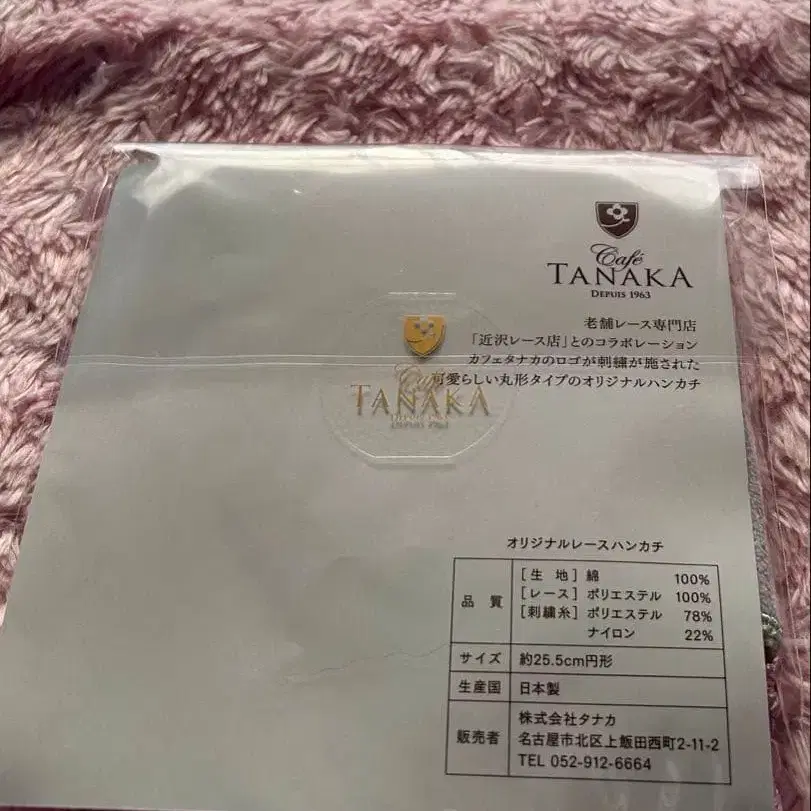 Café
TANAKA
DEPUIS 1963
老舗レース専門店
「近沢レース店」とのコラボレーション
カフェタナカのロゴが刺繍が施された
可愛らしい丸形タイプのオリジナルハンカチ
Café
TANAKA
DEPUIS 1963
オリジナルレースハンカチ
品 質
[生 地] 綿 100%
[レース] ポリエステル 100%
[刺繍糸] ポリエステル 78%
ナイロン 22%
サイズ 約25.5cm円形
生産国 日本製
販売者
株式会社タナカ
名古屋市北区上飯田西町2-11-2
TEL 052-912-6664